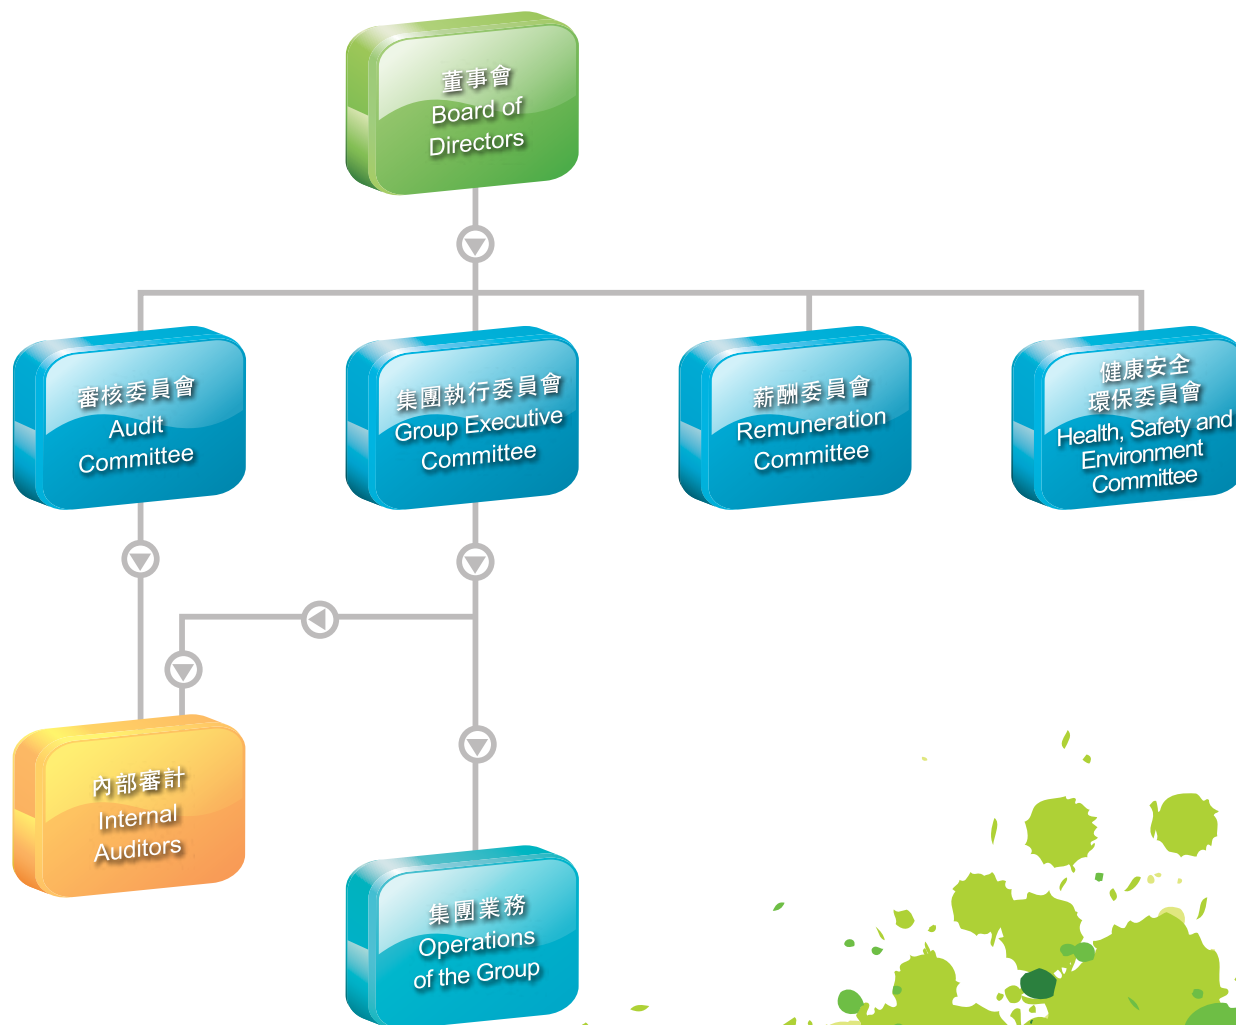 董事會
Board of
Directors
審核委員會
Audit
Committee
集團執行委員會
Group Executive
Committee
薪酬委員會
Remuneration
Committee
健康安全
環保委員會
Health, Safety and
Environment
Committee
內部審計
Internal
Auditors
集團業務
Operations
of the Group